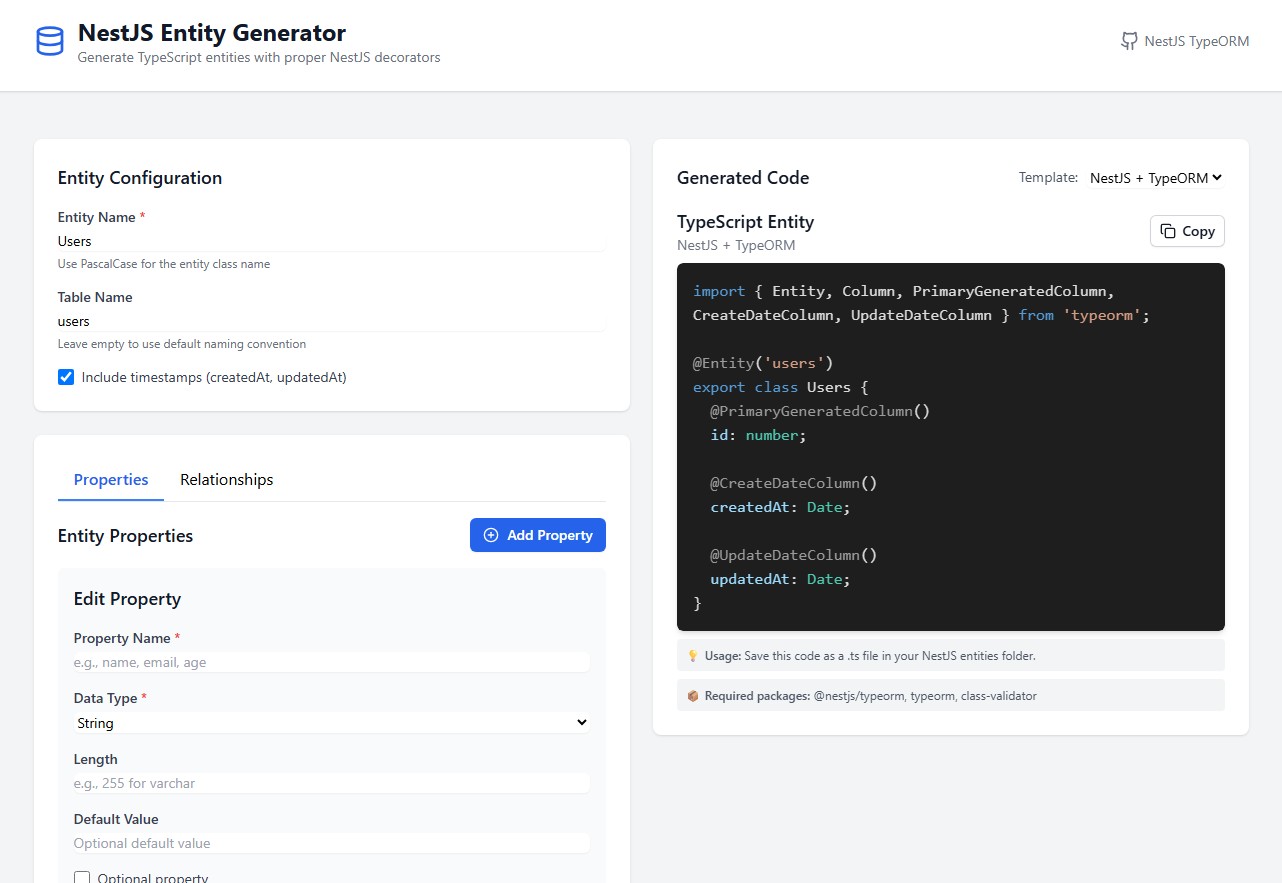 NestJS Entity Generator
Generate TypeScript entities with proper NestJS decorators
NestJS TypeORM
Entity Configuration
Entity Name *
Users
Use PascalCase for the entity class name
Table Name
users
Leave empty to use default naming convention
Include timestamps (createdAt, updatedAt)
Properties
Relationships
Entity Properties
Add Property
Edit Property
Property Name *
e.g., name, email, age
Data Type *
String
Length
e.g., 255 for varchar
Default Value
Optional default value
Optional property
Generated Code
Template:
NestJS + TypeORM
TypeScript Entity
NestJS + TypeORM
Copy
import { Entity, Column, PrimaryGeneratedColumn,
CreateDateColumn, UpdateDateColumn } from 'typeorm';
@Entity('users')
export class Users {
@PrimaryGeneratedColumn()
id: number;
@CreateDateColumn()
createdAt: Date;
@UpdateDateColumn()
updatedAt: Date;
}
Usage: Save this code as a .ts file in your NestJS entities folder.
Required packages: @nestjs/typeorm, typeorm, class-validator